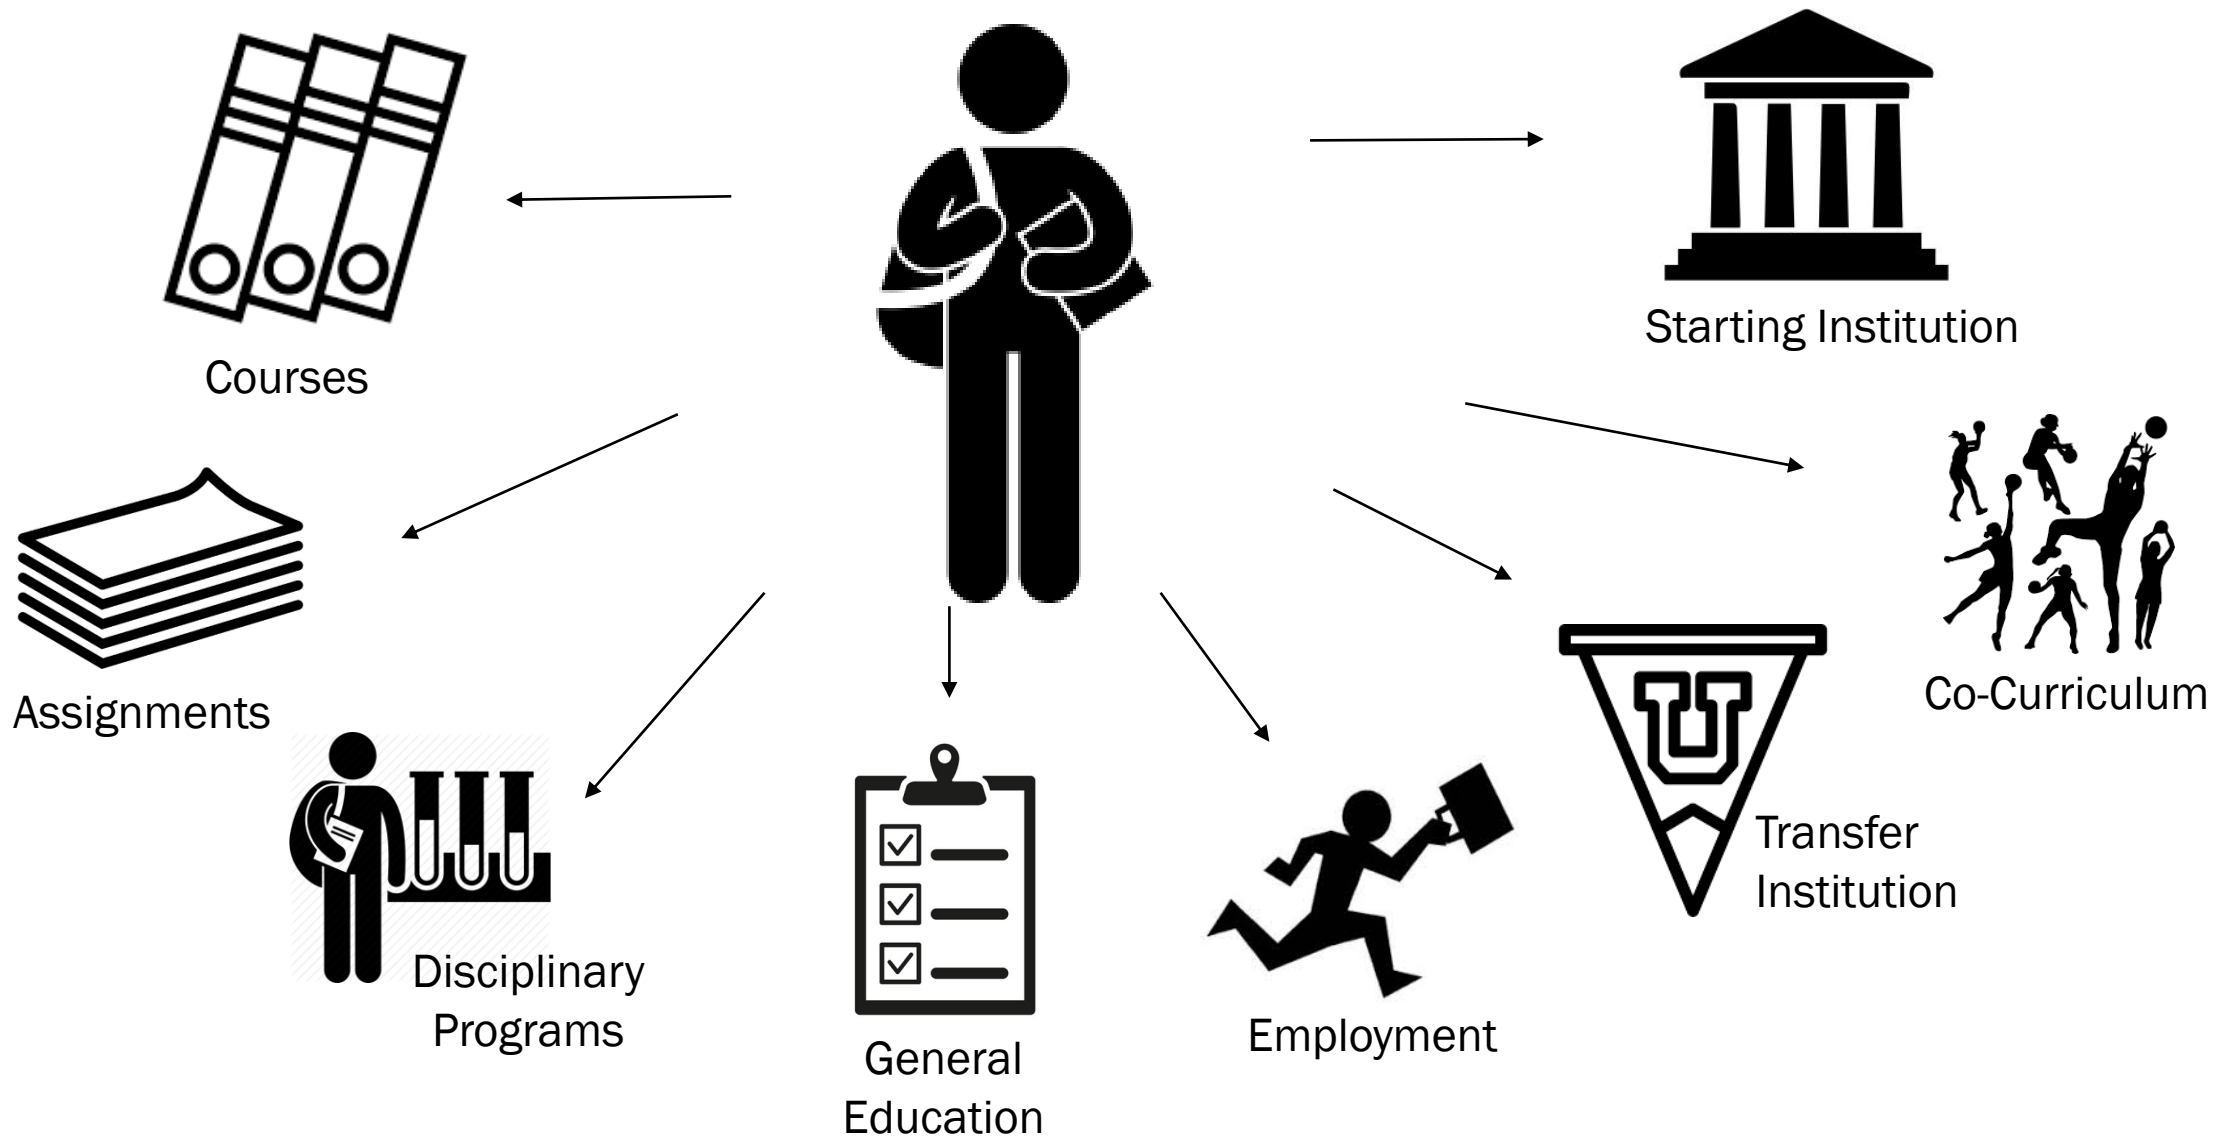 Courses
Starting Institution
Assignments
Co-Curriculum
U
Transfer
Institution
Disciplinary
Programs
General
Education
Employment